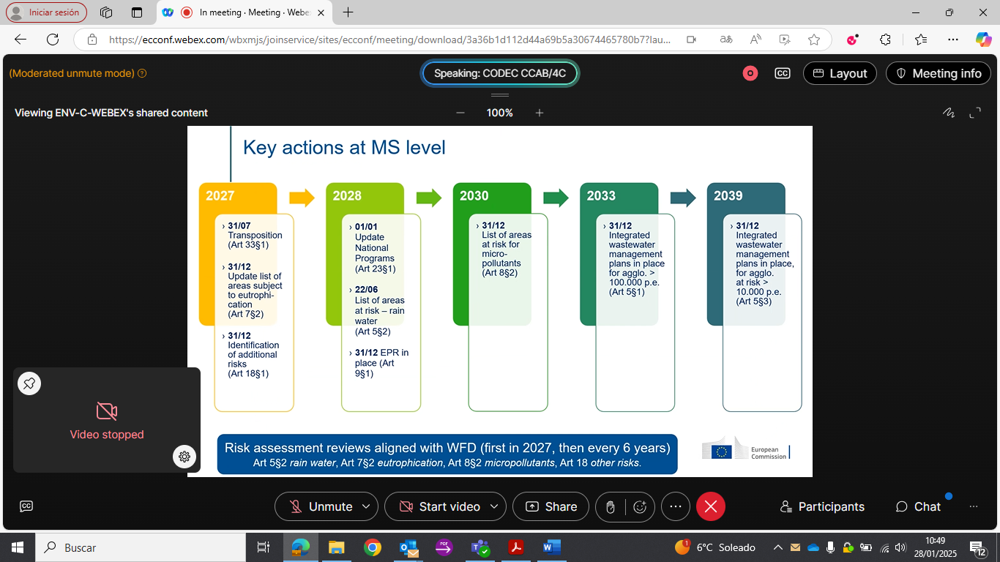 Iniciar sesión
In meeting · Meeting · Webex
https://ecconf.webex.com/wbxmjs/joinservice/sites/ecconf/meeting/download/3a36b1d112d44a69b5a30674465780b7?lau...
(Moderated unmute mode)
Speaking: CODEC CCAB/4C
CC
Layout
Meeting info
Viewing ENV-C-WEBEX's shared content
100%
Key actions at MS level
2027
› 31/07
Transposition
(Art 33§1)
› 31/12
Update list of
areas subject
to eutrophi-
cation
(Art 7§2)
› 31/12
Identification
of additional
risks
(Art 18§1)
2028
› 01/01
Update
National
Programs
(Art 23§1)
› 22/06
List of areas
at risk – rain
water
(Art 5§2)
› 31/12 EPR in
place (Art
9§1)
2030
› 31/12
List of areas
at risk for
micro-
pollutants
(Art 8§2)
2033
› 31/12
Integrated
wastewater
management
plans in place
for agglo. >
100.000 p.e.
(Art 5§1)
2039
› 31/12
Integrated
wastewater
management
plans in place,
for agglo.
at risk >
10.000 p.e.
(Art 5§3)
Risk assessment reviews aligned with WFD (first in 2027, then every 6 years)
Art 5§2 rain water, Art 7§2 eutrophication, Art 8§2 micropollutants, Art 18 other risks.
European
Commission
Video stopped
CC
Unmute
Start video
Share
Participants
Chat
Buscar
PDF
1
6°C Soleado
10:49
28/01/2025
12